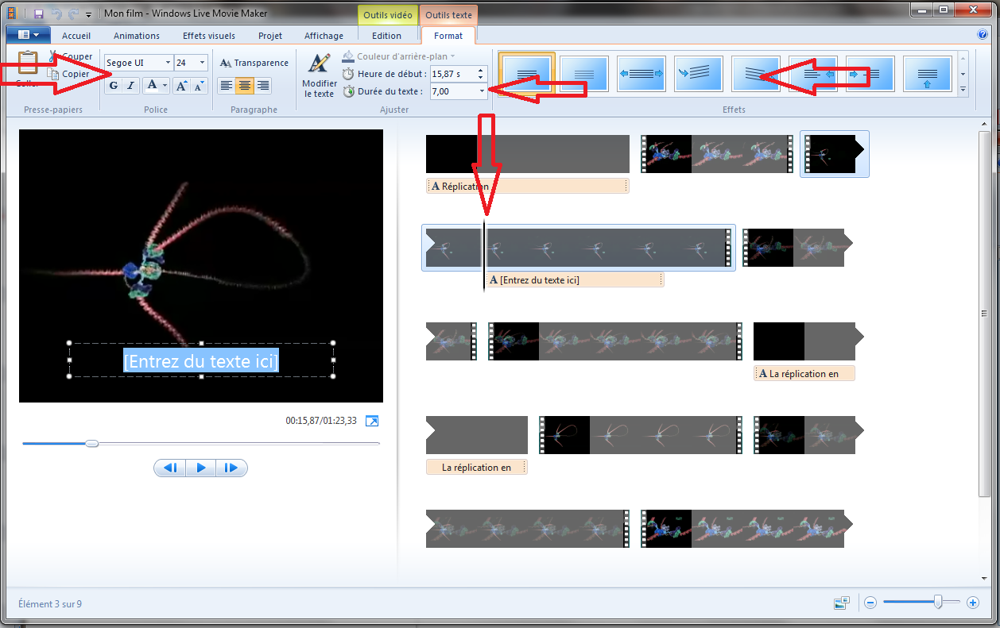 Mon film - Windows Live Movie Maker
Outils vidéo
Outils texte
Accueil
Animations
Effets visuels
Projet
Affichage
Edition
Format
Couper
Copier
Coller
Presse-papiers
Segoe UI
24
G I A A A
Police
Transparence
Paragraphe
Modifier
le texte
Couleur d'arrière-plan
Heure de début : 15,87 s
Durée du texte : 7,00
Ajuster
Effets
[Entrez du texte ici]
00:15,87/01:23,33
A Réplication
A [Entrez du texte ici]
A La réplication en
La réplication en
Élément 3 sur 9